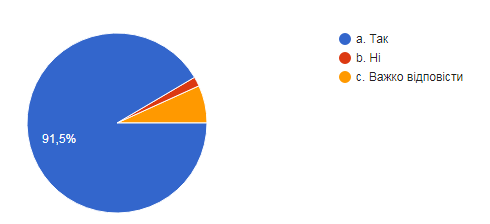 a. Так
b. Ні
c. Важко відповісти
91,5%